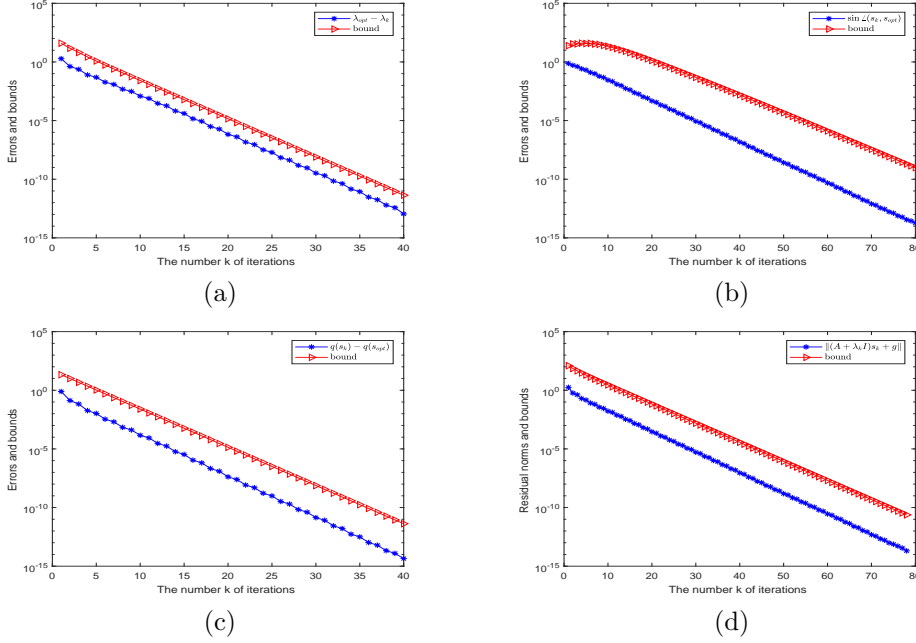 10^5
10^0
10^-5
10^-10
10^-15
Errors and bounds
0 5 10 15 20 25 30 35 40
The number k of iterations
λ_opt − λ_k
bound
(a)
10^5
10^0
10^-5
10^-10
10^-15
Errors and bounds
0 10 20 30 40 50 60 70 80
The number k of iterations
sin ∠(s_k, s_opt)
bound
(b)
10^5
10^0
10^-5
10^-10
10^-15
Errors and bounds
0 5 10 15 20 25 30 35 40
The number k of iterations
q(s_k) − q(s_opt)
bound
(c)
10^5
10^0
10^-5
10^-10
10^-15
Residual norms and bounds
0 10 20 30 40 50 60 70 80
The number k of iterations
‖(A + λ_kI)s_k + g‖
bound
(d)